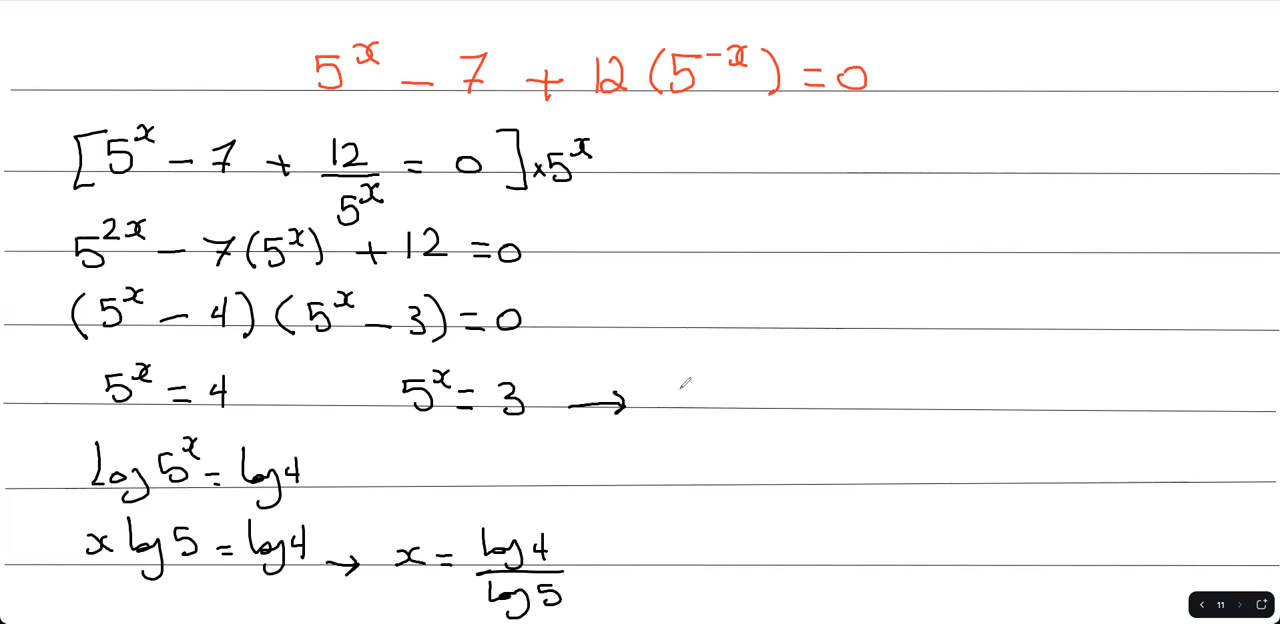 5^x - 7 + 12(5^-x) = 0
[5^x - 7 + 12/5^x = 0] × 5^x
5^2x - 7(5^x) + 12 = 0
(5^x - 4)(5^x - 3) = 0
5^x = 4 5^x = 3 →
log 5^x = log 4
x log 5 = log 4 → x = log 4/log 5
< 11 >